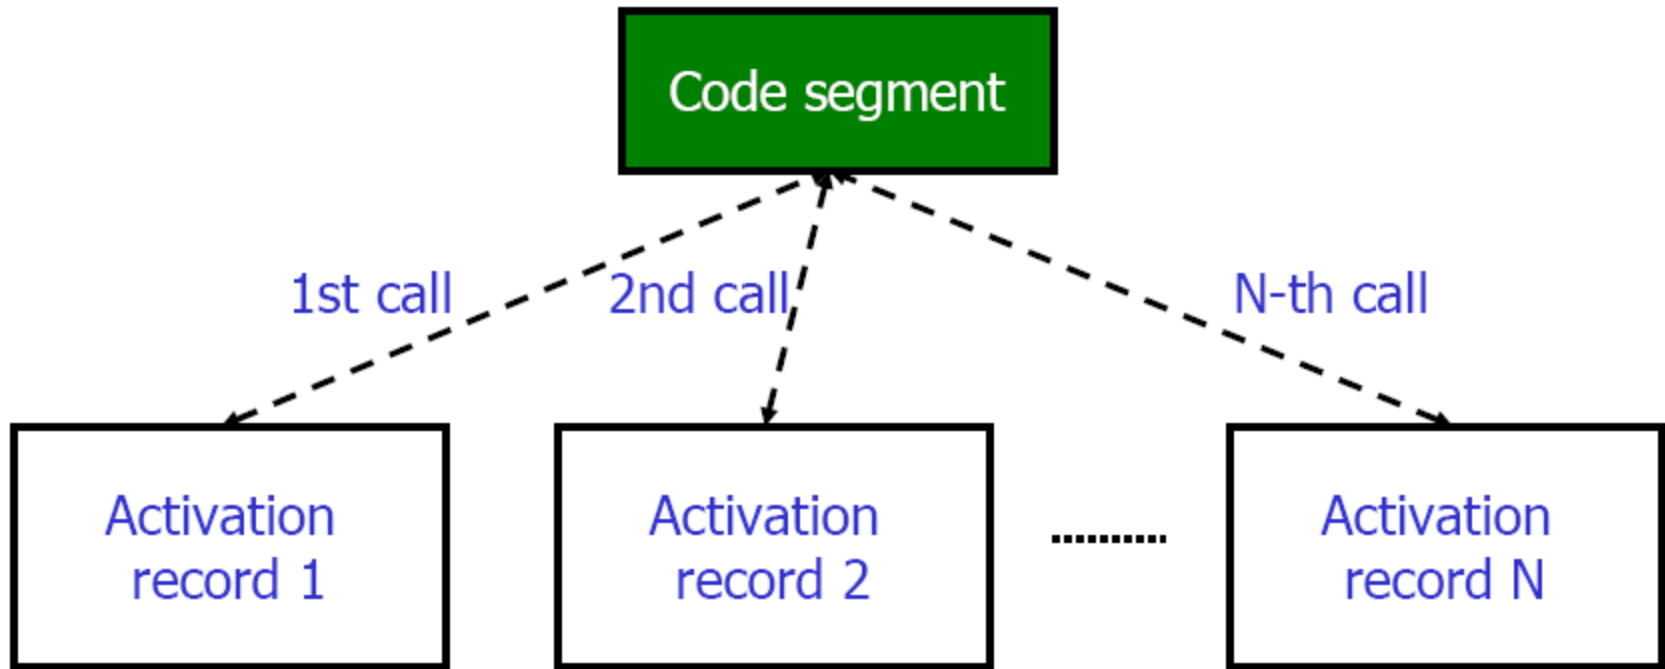 Code segment
1st call
2nd call
N-th call
Activation
record 1
Activation
record 2
Activation
record N